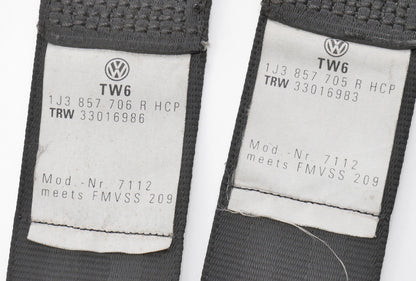 TW6
1J3 857 706 R HCP
TRW 33016986
Mod.-Nr. 7112
meets FMVSS 209
TW6
1J3 857 705 R HCP
TRW 33016983
Mod.-Nr. 7112
meets FMVSS 209